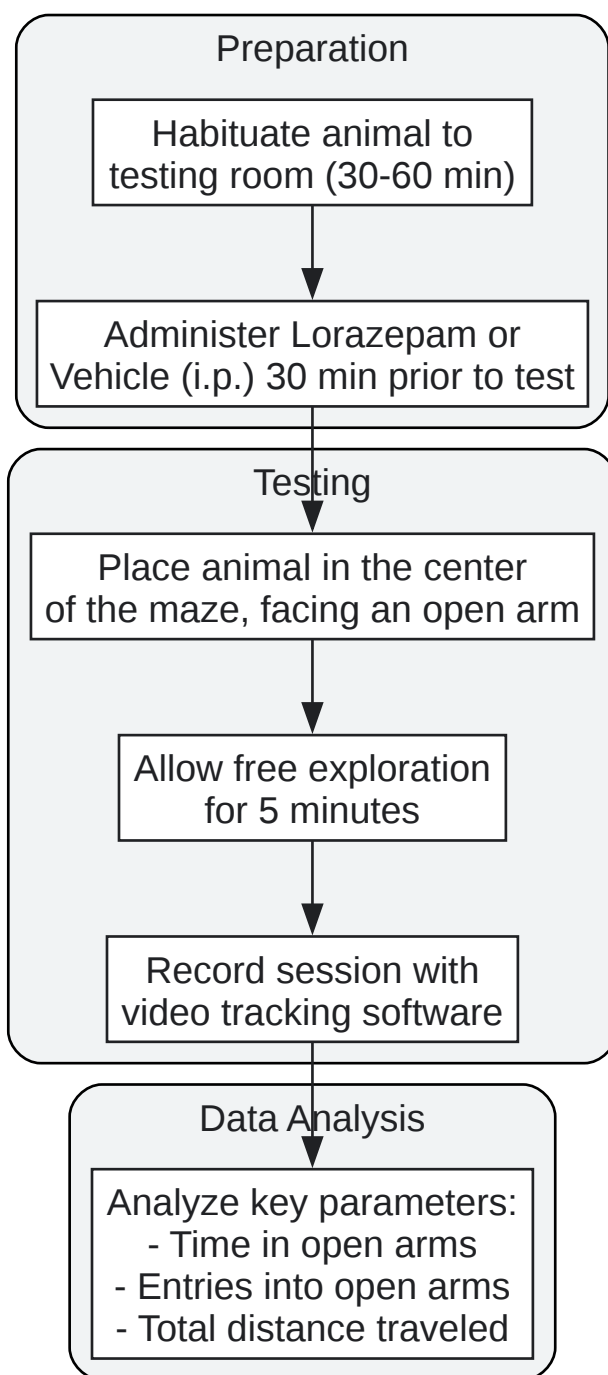 Preparation
Habituate animal to
testing room (30-60 min)
Administer Lorazepam or
Vehicle (i.p.) 30 min prior to test
Testing
Place animal in the center
of the maze, facing an open arm
Allow free exploration
for 5 minutes
Record session with
video tracking software
Data Analysis
Analyze key parameters:
- Time in open arms
- Entries into open arms
- Total distance traveled